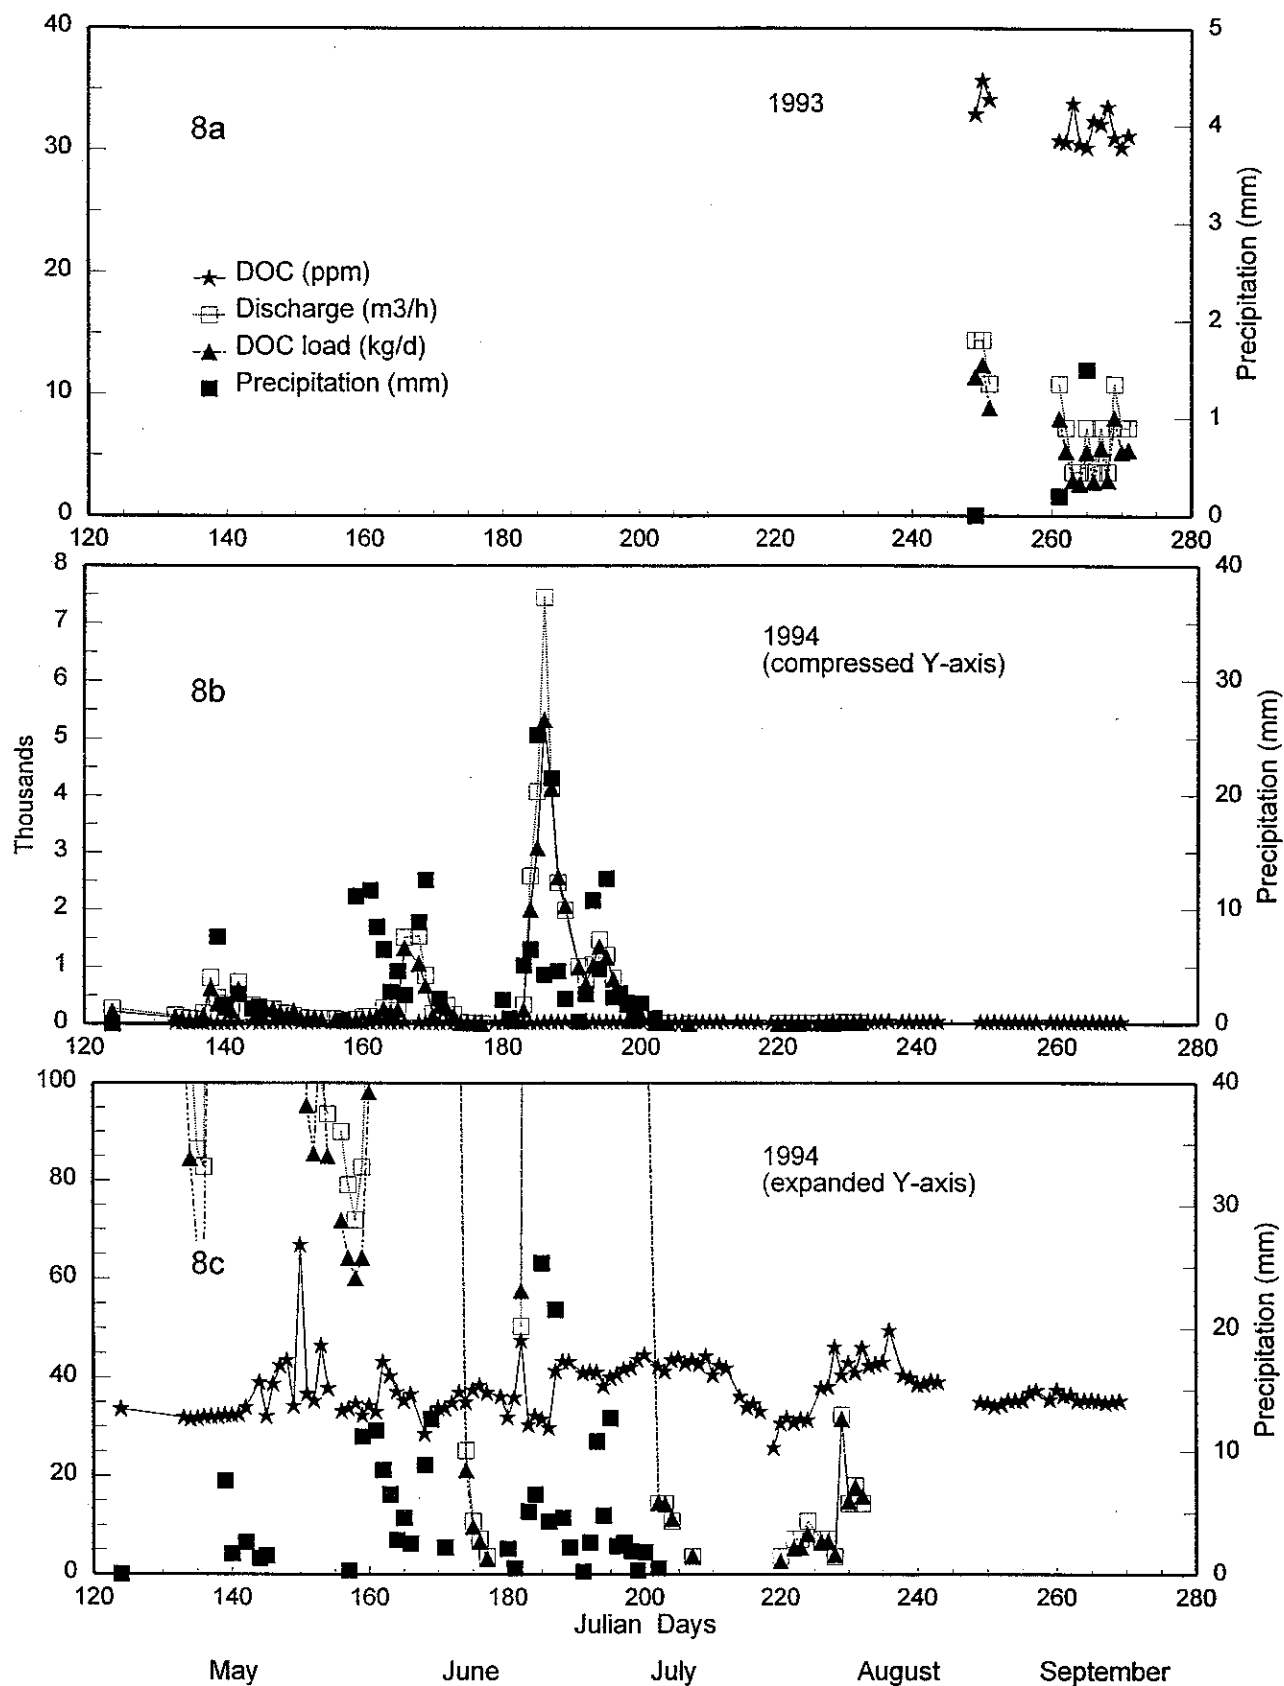 40
5
8a
1993
30
4
3
20
DOC (ppm)
Discharge (m3/h)
DOC load (kg/d)
Precipitation (mm)
2
10
1
0
0
Precipitation (mm)
120 140 160 180 200 220 240 260 280
8
40
7
1994
(compressed Y-axis)
8b
6
30
5
4
20
3
2
10
1
0
0
Thousands
Precipitation (mm)
120 140 160 180 200 220 240 260 280
100
40
1994
(expanded Y-axis)
80
30
8c
60
20
40
10
20
0
0
Precipitation (mm)
120 140 160 180 200 220 240 260 280
Julian Days
May June July August September